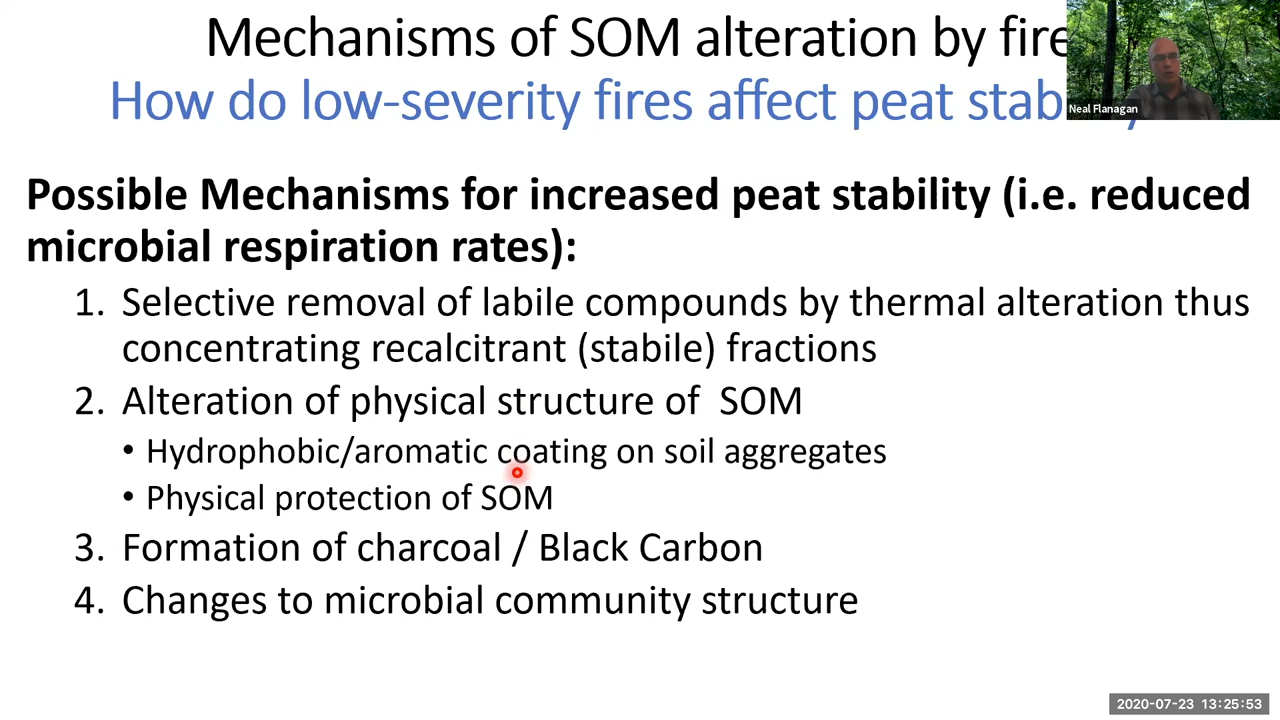 Mechanisms of SOM alteration by fire
How do low-severity fires affect peat
Neal Flanagan
Possible Mechanisms for increased peat stability (i.e. reduced
microbial respiration rates):
1. Selective removal of labile compounds by thermal alteration thus
concentrating recalcitrant (stabile) fractions
2. Alteration of physical structure of SOM
• Hydrophobic/aromatic coating on soil aggregates
• Physical protection of SOM
3. Formation of charcoal / Black Carbon
4. Changes to microbial community structure
2020-07-23 13:25:53